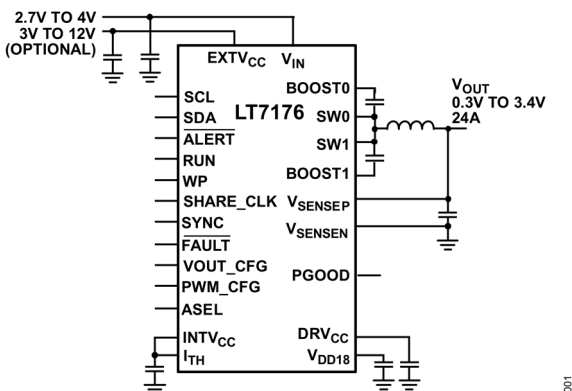 2.7V TO 4V
3V TO 12V
(OPTIONAL)
EXTVCC
VIN
LT7176
SCL
SDA
ALERT
RUN
WP
SHARE_CLK
SYNC
FAULT
VOUT_CFG
PWM_CFG
ASEL
INTVCC
ITH
BOOST0
SW0
SW1
BOOST1
VSENSEP
VSENSEN
PGOOD
DRVCC
VDD18
VOUT
0.3V TO 3.4V
24A
001